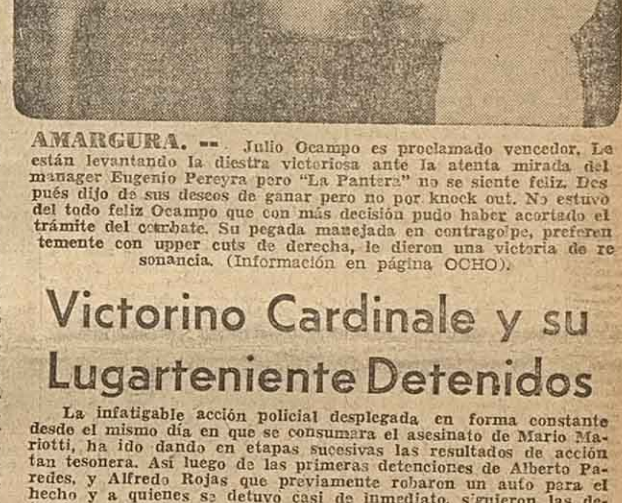 AMARGURA. -- Julio Ocampo es proclamado vencedor. Le
están levantando la diestra victoriosa ante la atenta mirada del
manager Eugenio Pereyra pero "La Pantera" no se siente feliz. Des
pués dijo de sus deseos de ganar pero no por knock out. No estuvo
del todo feliz Ocampo que con más decisión pudo haber acortado el
trámite del combate. Su pegada manejada en contragolpe, preferen
temente con upper cuts de derecha, le dieron una victoria de re
sonancia. (Información en página OCHO).
Victorino Cardinale y su
Lugarteniente Detenidos
La infatigable acción policial desplegada en forma constante
desde el mismo día en que se consumara el asesinato de Mario Ma-
riotti, ha ido dando en etapas sucesivas las resultados de acción
tan tesonera. Así luego de las primeras detenciones de Alberto Pa-
redes, y Alfredo Rojas que previamente robaron un auto para el
hecho y a quienes se detuvo casi de inmediato, siguieron las de-